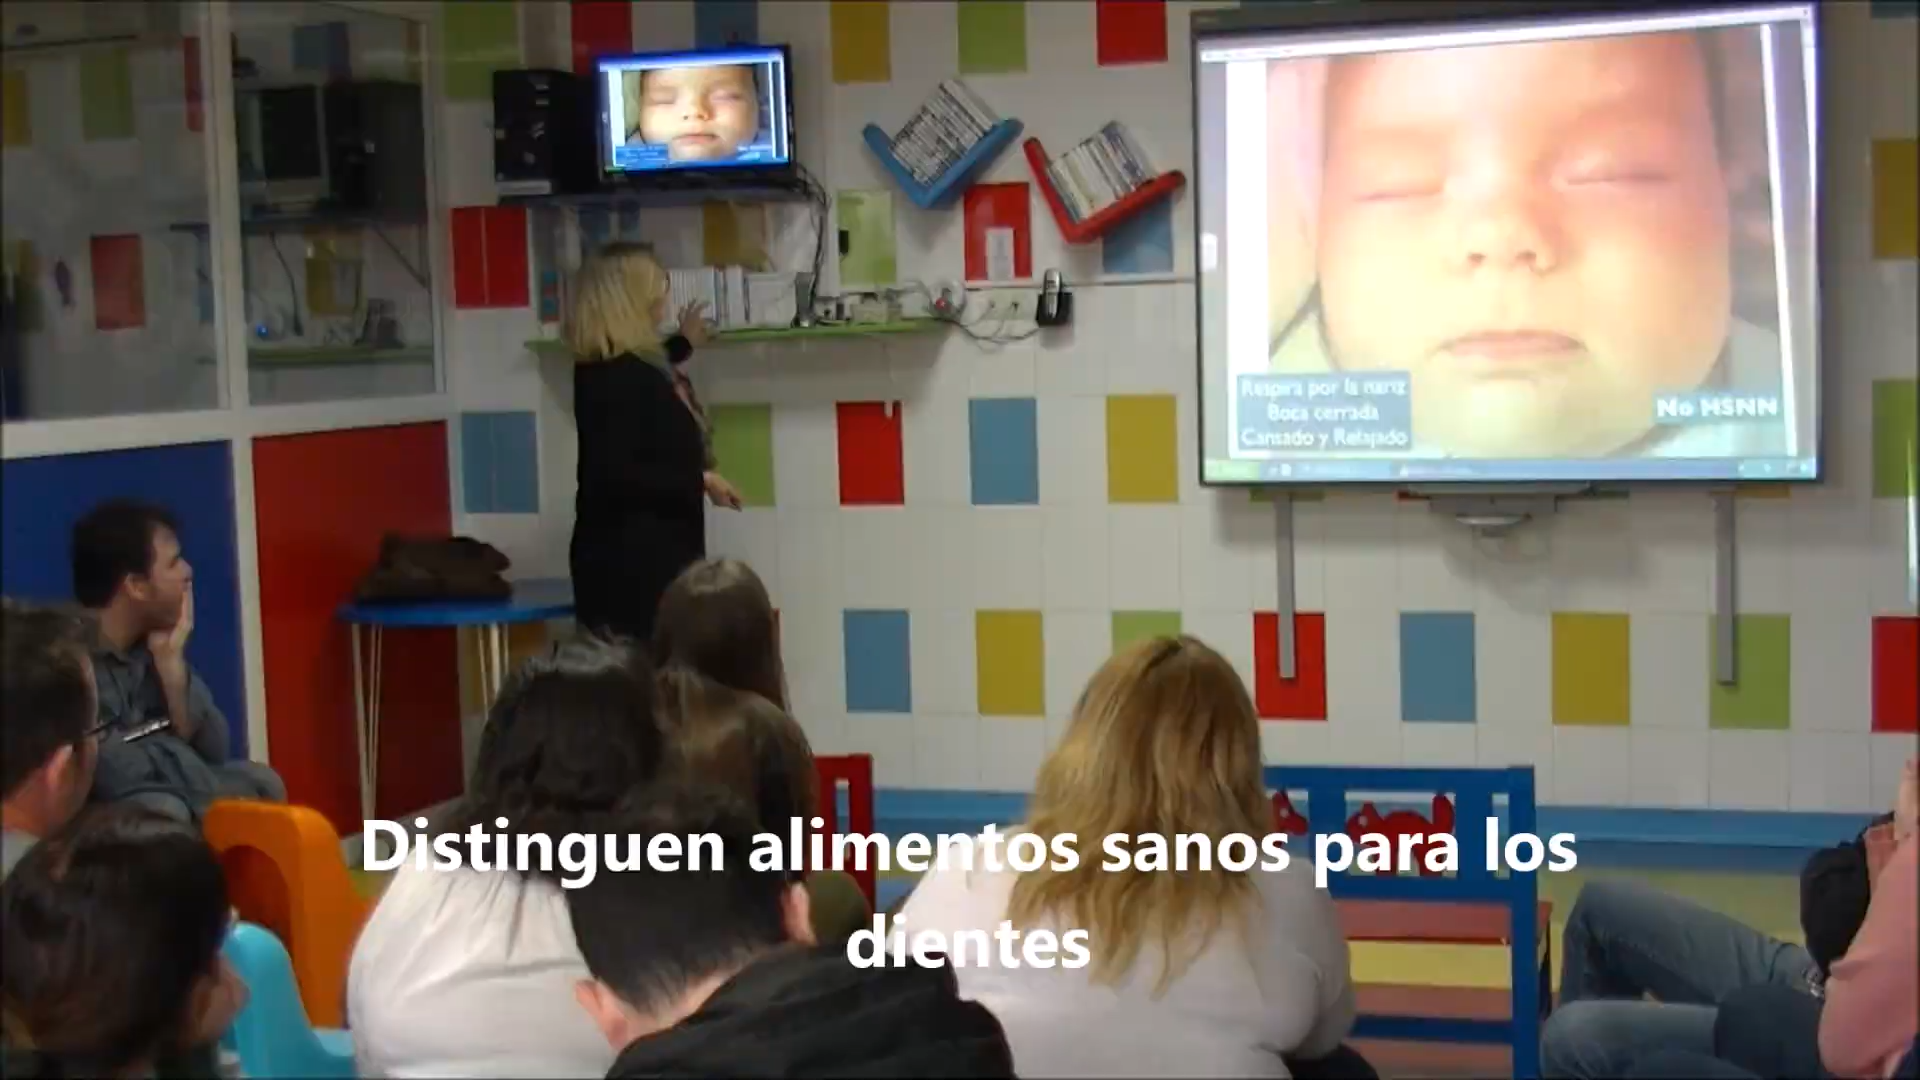 Respira por la nariz
Boca cerrada
Cansado y Relajado
No HSNN
Distinguen alimentos sanos para los
dientes